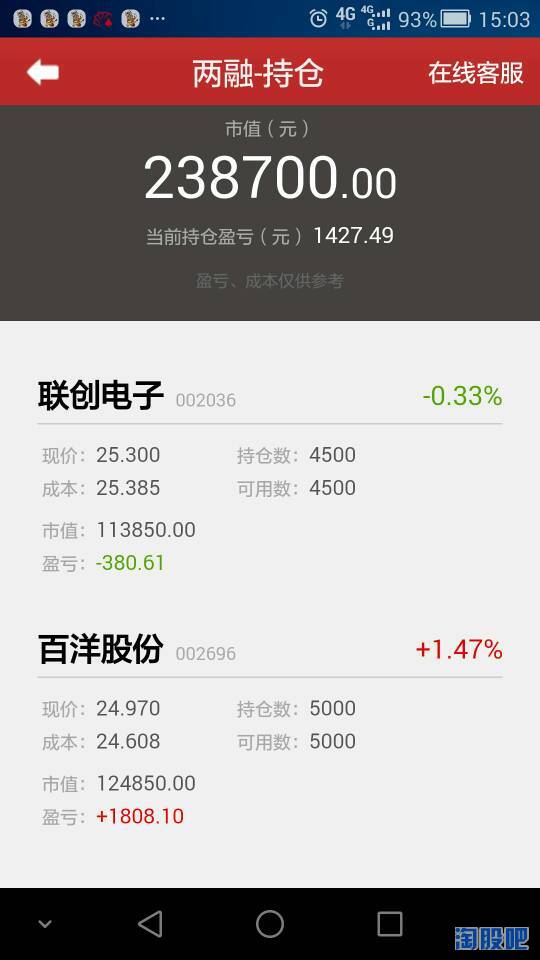 4G 4G G 93% 15:03
两融-持仓 在线客服
市值（元）
238700.00
当前持仓盈亏（元）1427.49
盈亏、成本仅供参考
联创电子 002036 -0.33%
现价：25.300 持仓数：4500
成本：25.385 可用数：4500
市值：113850.00
盈亏：-380.61
百洋股份 002696 +1.47%
现价：24.970 持仓数：5000
成本：24.608 可用数：5000
市值：124850.00
盈亏：+1808.10
淘股吧